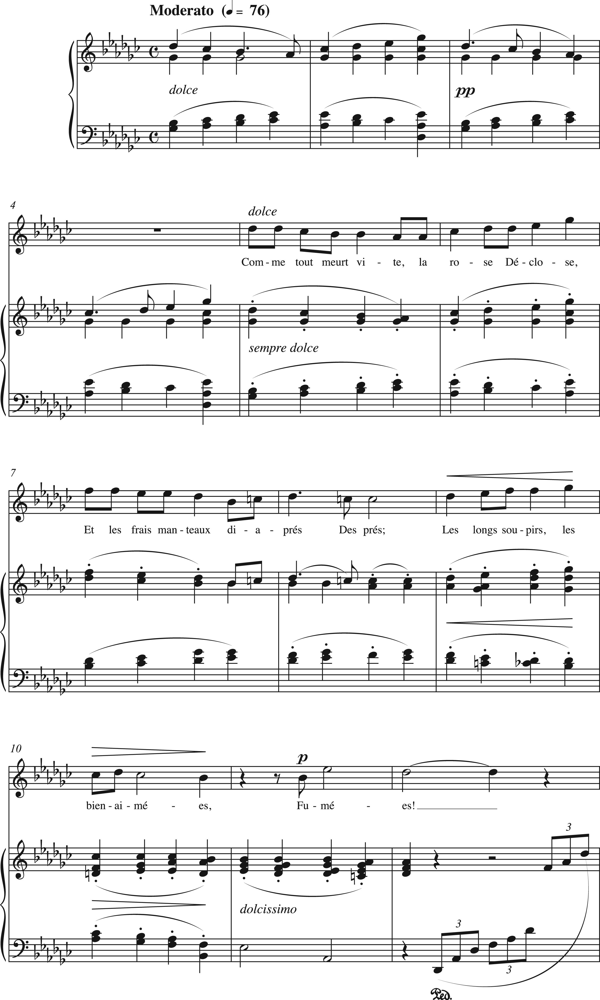 Moderato (♩ = 76)
dolce
pp
4
dolce
Com - me tout meurt vi - te, la ro - se Dé - clo - se,
sempre dolce
7
Et les frais man - teaux di - a - prés Des prés; Les longs sou - pirs, les
10
p
bien - ai - mé - es, Fu - mé - es!
3
dolcissimo
3
3
Ped.